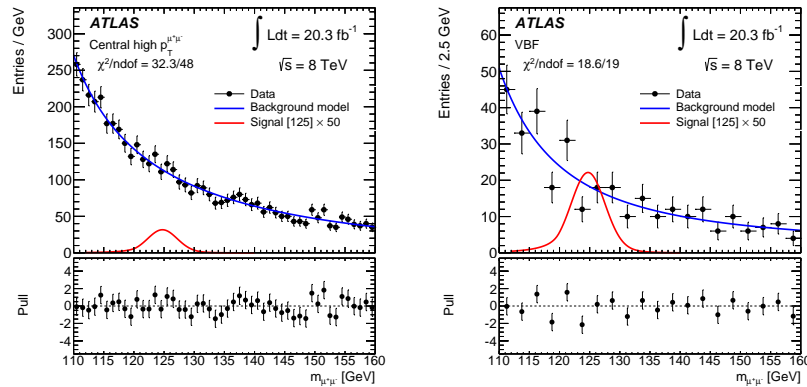 ATLAS
Central high p_T^{μ⁺μ⁻}
χ²/ndof = 32.3/48
∫ Ldt = 20.3 fb⁻¹
√s = 8 TeV
Data
Background model
Signal [125] × 50
Entries / GeV
300
250
200
150
100
50
0
Pull
4
2
0
-2
-4
110 115 120 125 130 135 140 145 150 155 160
m_{μ⁺μ⁻} [GeV]
ATLAS
VBF
χ²/ndof = 18.6/19
∫ Ldt = 20.3 fb⁻¹
√s = 8 TeV
Data
Background model
Signal [125] × 50
Entries / 2.5 GeV
80
60
40
20
0
Pull
4
2
0
-2
-4
110 115 120 125 130 135 140 145 150 155 160
m_{μ⁺μ⁻} [GeV]